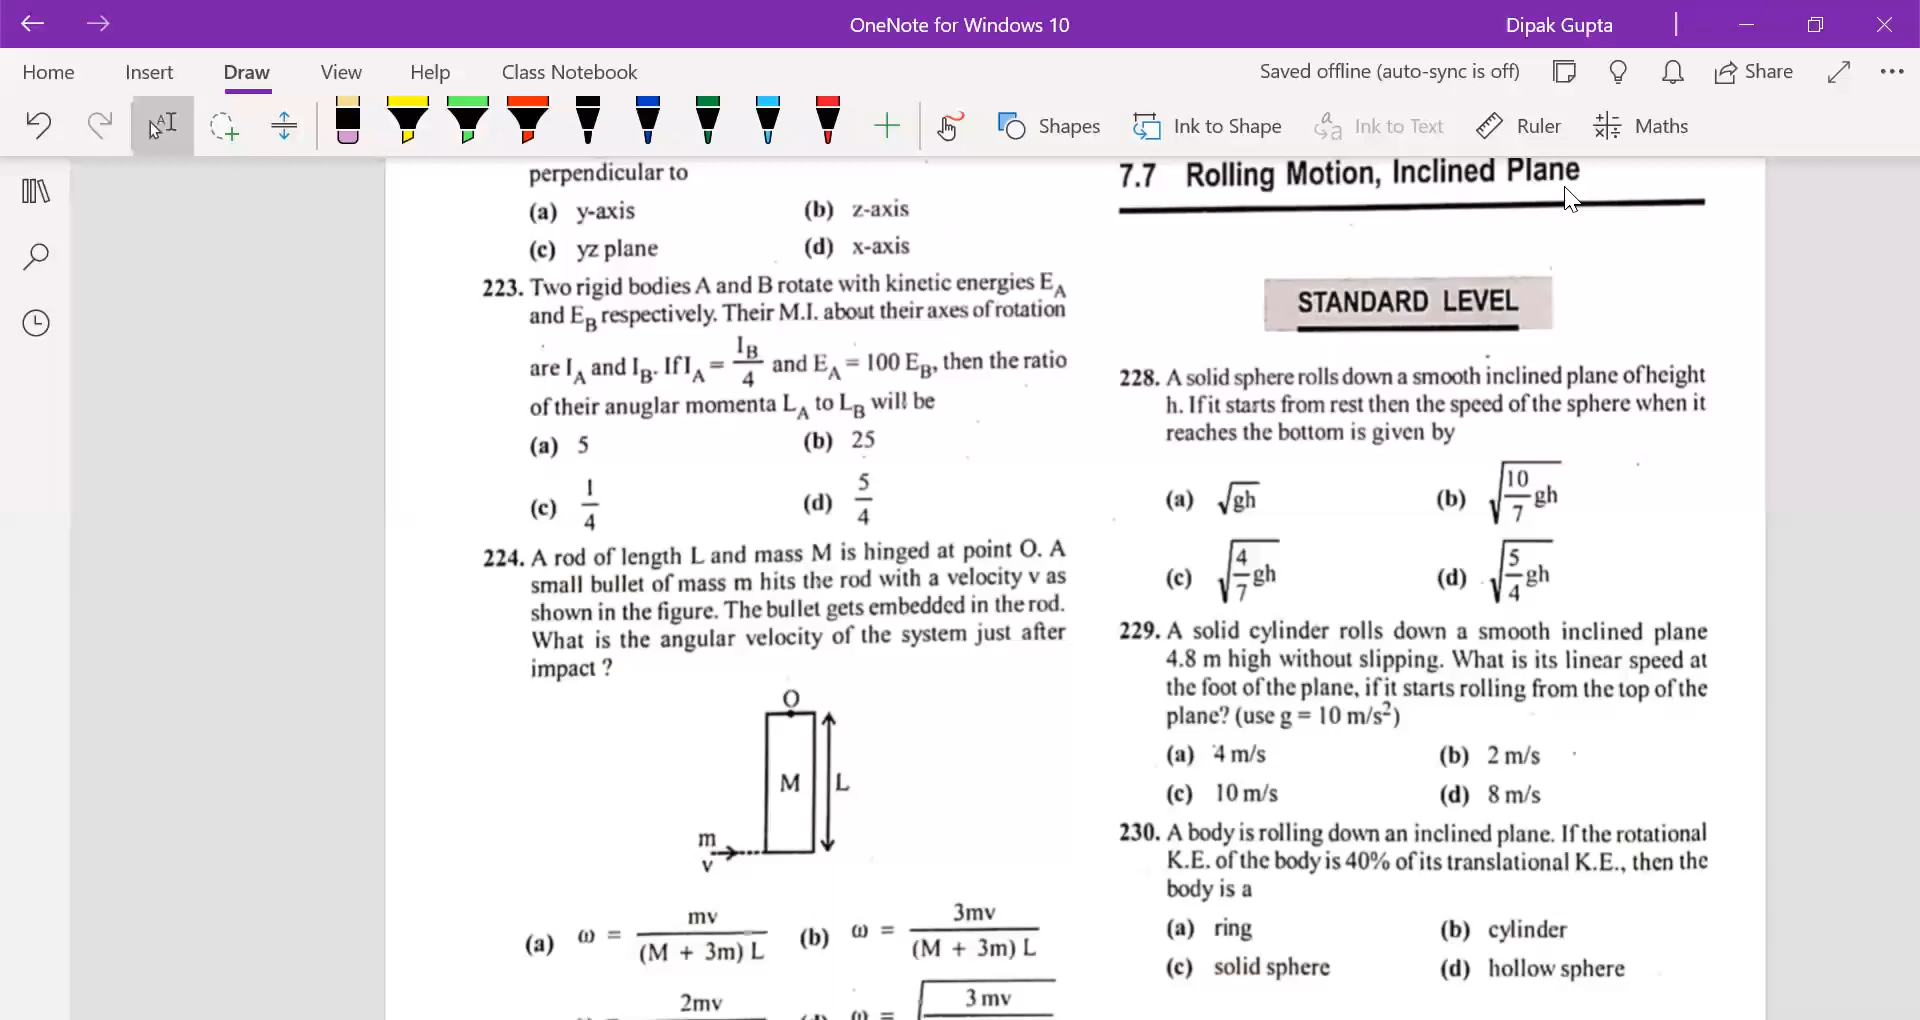 OneNote for Windows 10
Dipak Gupta
Home Insert Draw View Help Class Notebook
Saved offline (auto-sync is off) Share
Shapes Ink to Shape Ink to Text Ruler Maths
perpendicular to
(a) y-axis (b) z-axis
(c) yz plane (d) x-axis
223. Two rigid bodies A and B rotate with kinetic energies E_A
and E_B respectively. Their M.I. about their axes of rotation
are I_A and I_B. If I_A = I_B/4 and E_A = 100 E_B, then the ratio
of their anuglar momenta L_A to L_B will be
(a) 5 (b) 25
(c) 1/4 (d) 5/4
224. A rod of length L and mass M is hinged at point O. A
small bullet of mass m hits the rod with a velocity v as
shown in the figure. The bullet gets embedded in the rod.
What is the angular velocity of the system just after
impact ?
O
M L
m
v
(a) ω = mv/((M + 3m) L) (b) ω = 3mv/((M + 3m) L)
2mv ω = √3 mv
7.7 Rolling Motion, Inclined Plane
STANDARD LEVEL
228. A solid sphere rolls down a smooth inclined plane of height
h. If it starts from rest then the speed of the sphere when it
reaches the bottom is given by
(a) √gh (b) √(10/7 gh)
(c) √(4/7 gh) (d) √(5/4 gh)
229. A solid cylinder rolls down a smooth inclined plane
4.8 m high without slipping. What is its linear speed at
the foot of the plane, if it starts rolling from the top of the
plane? (use g = 10 m/s²)
(a) 4 m/s (b) 2 m/s
(c) 10 m/s (d) 8 m/s
230. A body is rolling down an inclined plane. If the rotational
K.E. of the body is 40% of its translational K.E., then the
body is a
(a) ring (b) cylinder
(c) solid sphere (d) hollow sphere